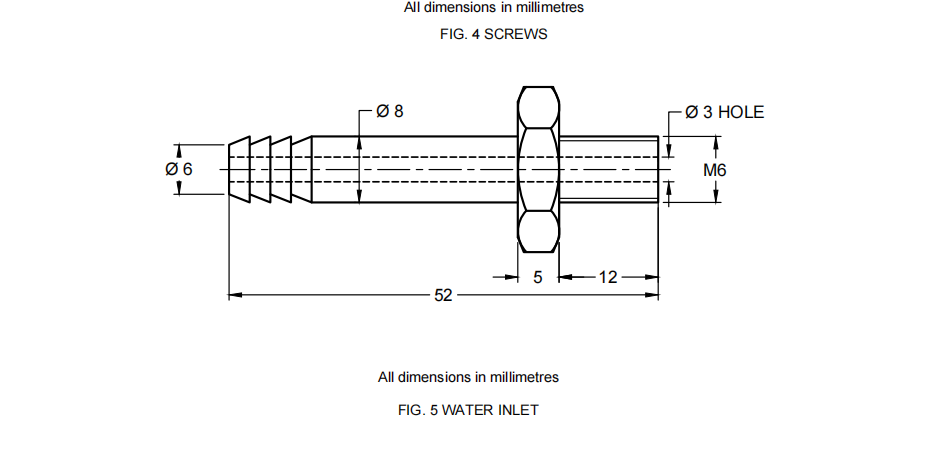 All dimensions in millimetres
FIG. 4 SCREWS
Ø 8
Ø 3 HOLE
Ø 6
M6
5
12
52
All dimensions in millimetres
FIG. 5 WATER INLET